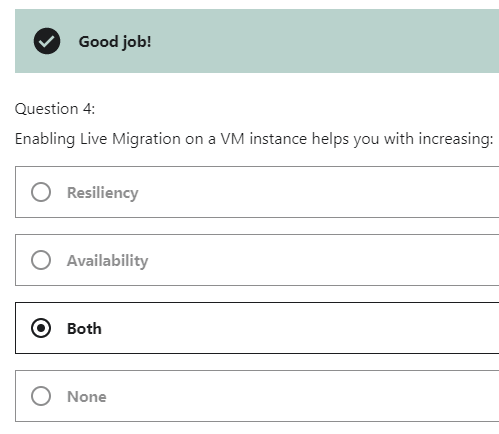 Good job!
Question 4:
Enabling Live Migration on a VM instance helps you with increasing:
Resiliency
Availability
Both
None